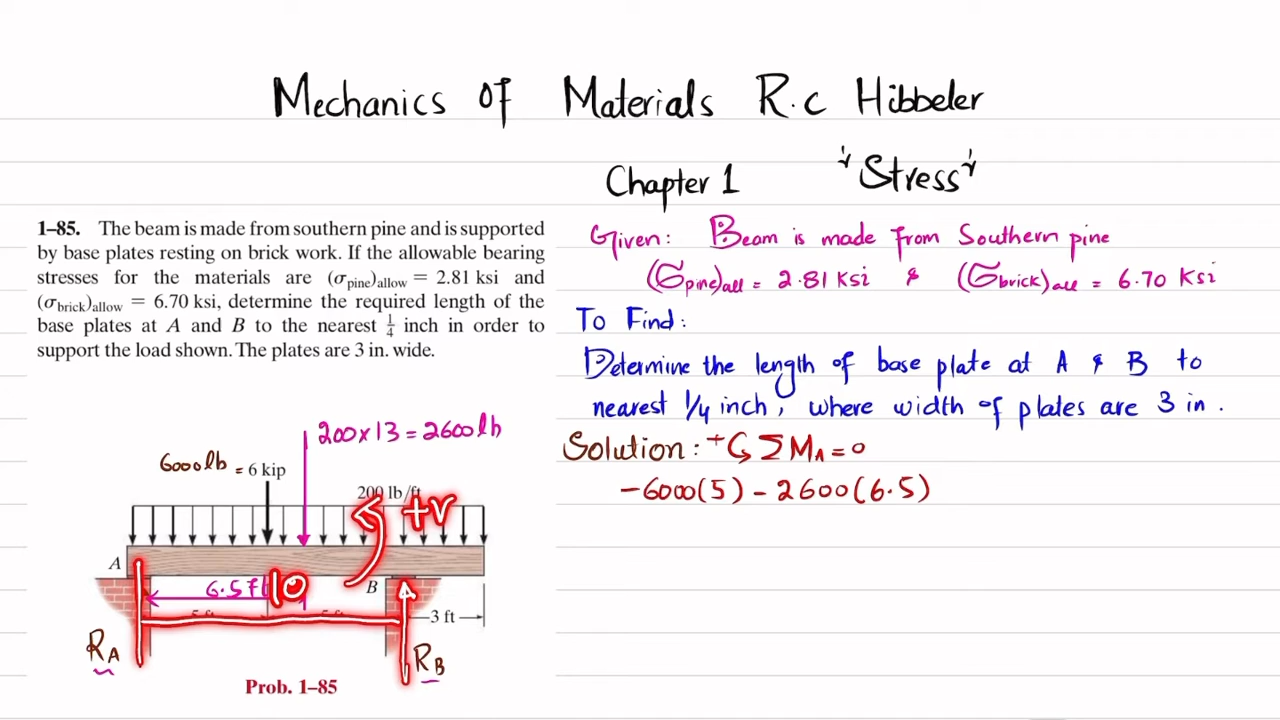 Mechanics of Materials R.C Hibbeler
Chapter 1 "Stress"
1–85. The beam is made from southern pine and is supported
by base plates resting on brick work. If the allowable bearing
stresses for the materials are (σpine)allow = 2.81 ksi and
(σbrick)allow = 6.70 ksi, determine the required length of the
base plates at A and B to the nearest 1/4 inch in order to
support the load shown. The plates are 3 in. wide.
Given: Beam is made from Southern pine
(σpine)all = 2.81 Ksi & (σbrick)all = 6.70 Ksi
To Find:
Determine the length of base plate at A & B to
nearest 1/4 inch, where width of plates are 3 in.
Solution: + ↺ ΣMA = 0
-6000(5) - 2600(6.5)
200x13 = 2600lb
6000lb = 6 kip
200 lb/ft
+v
A
6.5ft
10
B
5 ft
5 ft
3 ft
RA
RB
Prob. 1–85